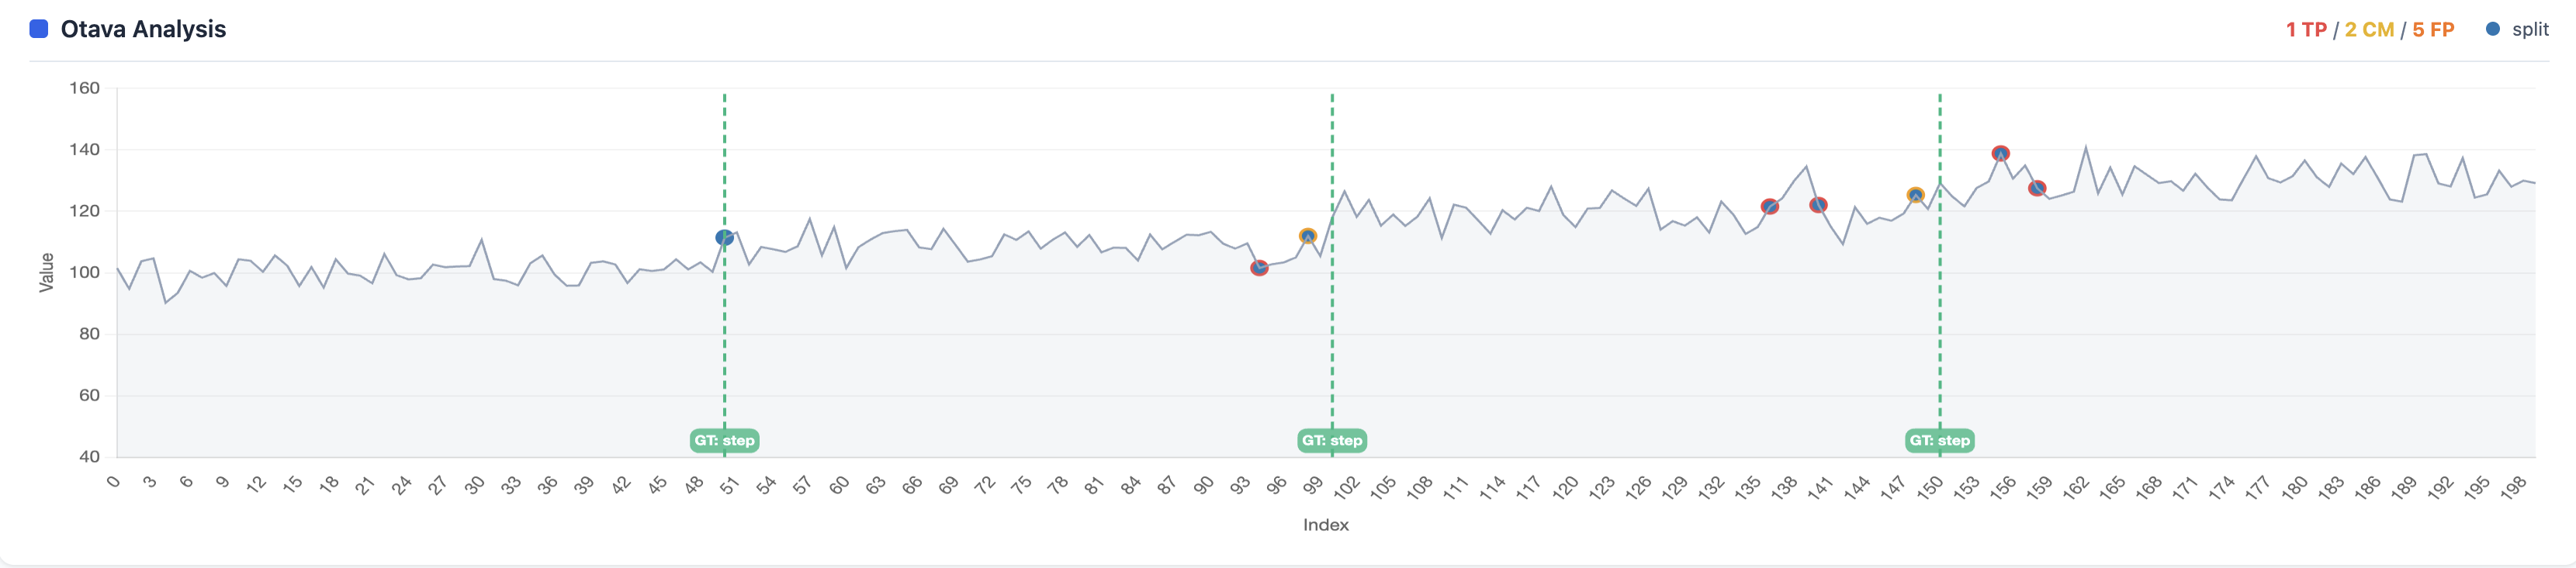 Otava Analysis
1 TP / 2 CM / 5 FP split
160
140
120
100
80
60
40
Value
GT: step GT: step GT: step
0 3 6 9 12 15 18 21 24 27 30 33 36 39 42 45 48 51 54 57 60 63 66 69 72 75 78 81 84 87 90 93 96 99 102 105 108 111 114 117 120 123 126 129 132 135 138 141 144 147 150 153 156 159 162 165 168 171 174 177 180 183 186 189 192 195 198
Index